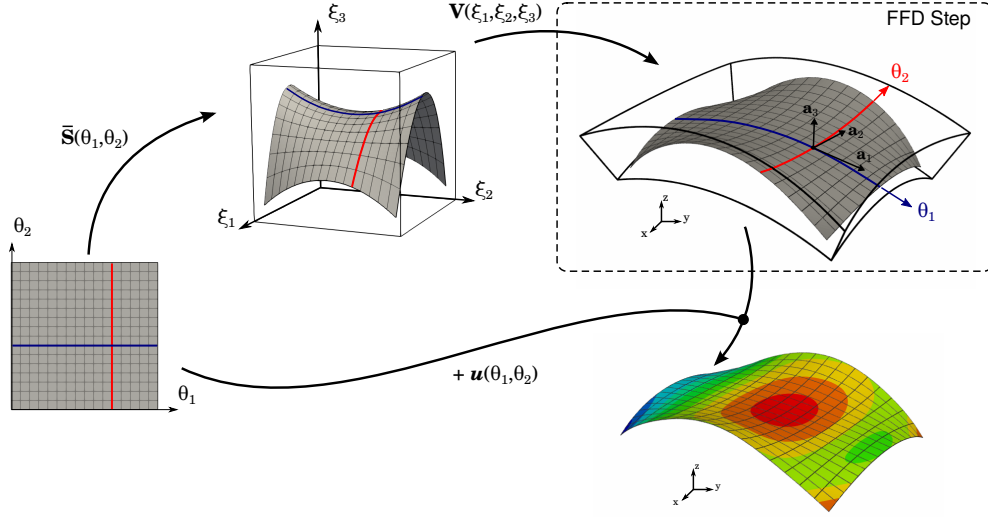 ξ₃
V(ξ₁,ξ₂,ξ₃)
FFD Step
S̄(θ₁,θ₂)
θ₂
a₃
a₂
a₁
ξ₂
ξ₁
θ₁
z
y
x
θ₂
θ₁
+ u(θ₁,θ₂)
z
y
x